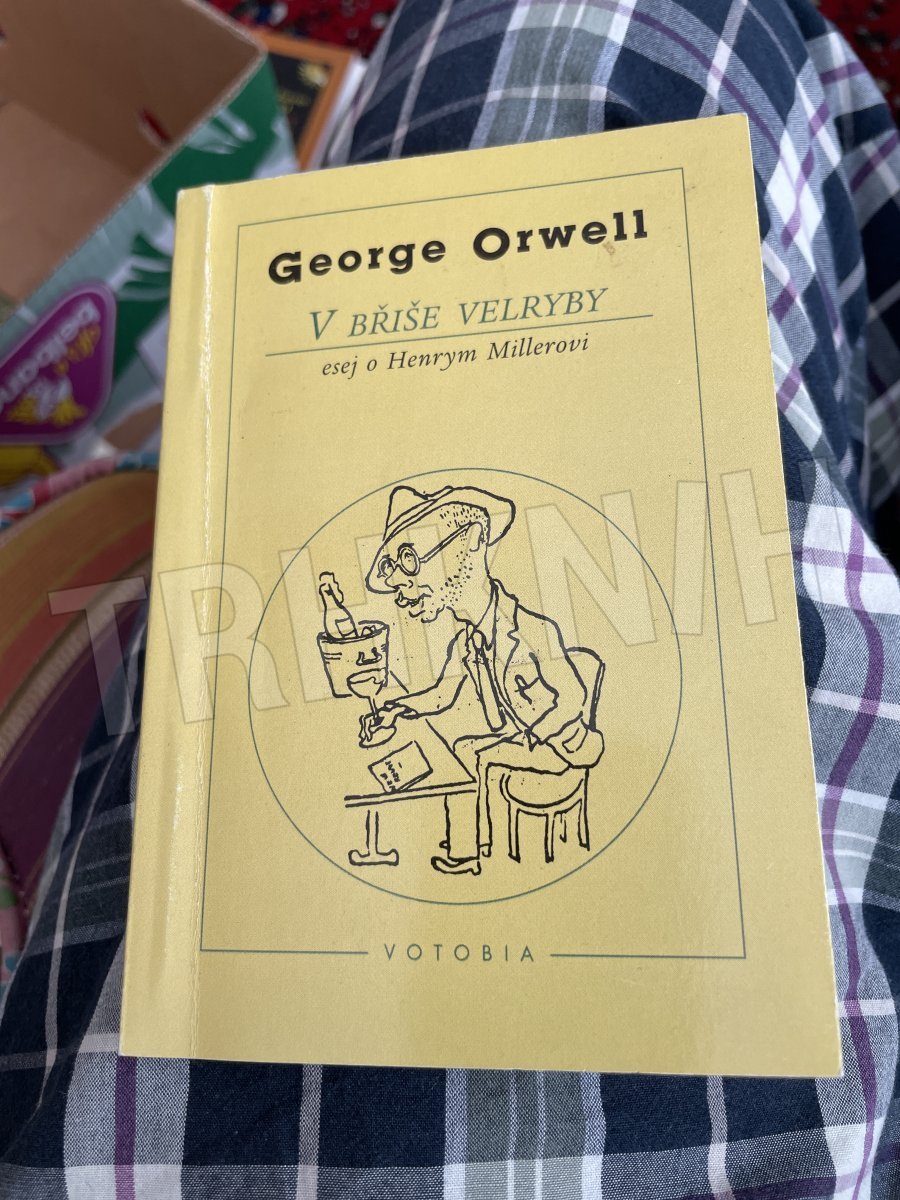 George Orwell
V BŘIŠE VELRYBY
esej o Henrym Millerovi
VOTOBIA